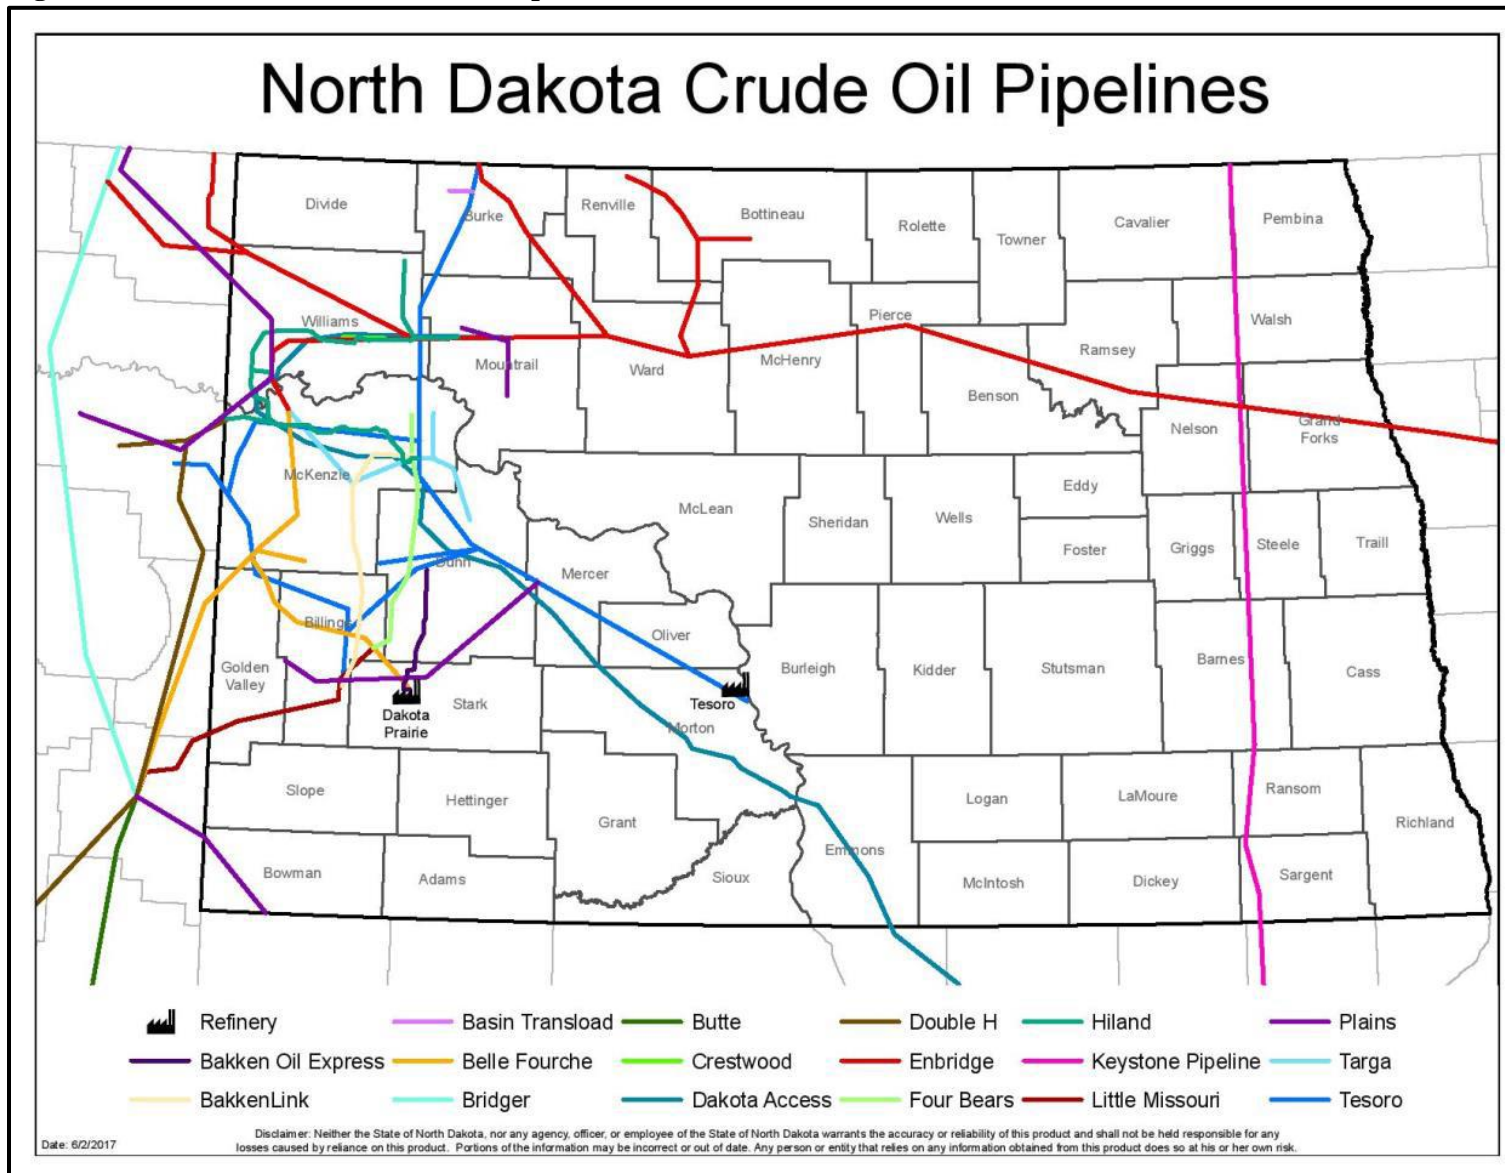 North Dakota Crude Oil Pipelines
Divide
Burke
Renville
Bottineau
Rolette
Towner
Cavalier
Pembina
Williams
Mountrail
Ward
McHenry
Pierce
Benson
Ramsey
Walsh
Nelson
Grand
Forks
McKenzie
McLean
Sheridan
Wells
Eddy
Foster
Griggs
Steele
Traill
Dunn
Mercer
Billings
Oliver
Golden
Valley
Burleigh
Kidder
Stutsman
Barnes
Cass
Stark
Tesoro
Dakota
Prairie
Morton
Slope
Hettinger
Grant
Logan
LaMoure
Ransom
Richland
Bowman
Adams
Sioux
Emmons
McIntosh
Dickey
Sargent
Refinery
Basin Transload
Butte
Double H
Hiland
Plains
Bakken Oil Express
Belle Fourche
Crestwood
Enbridge
Keystone Pipeline
Targa
BakkenLink
Bridger
Dakota Access
Four Bears
Little Missouri
Tesoro
Date: 6/2/2017
Disclaimer: Neither the State of North Dakota, nor any agency, officer, or employee of the State of North Dakota warrants the accuracy or reliability of this product and shall not be held responsible for any
losses caused by reliance on this product. Portions of the information may be incorrect or out of date. Any person or entity that relies on any information obtained from this product does so at his or her own risk.